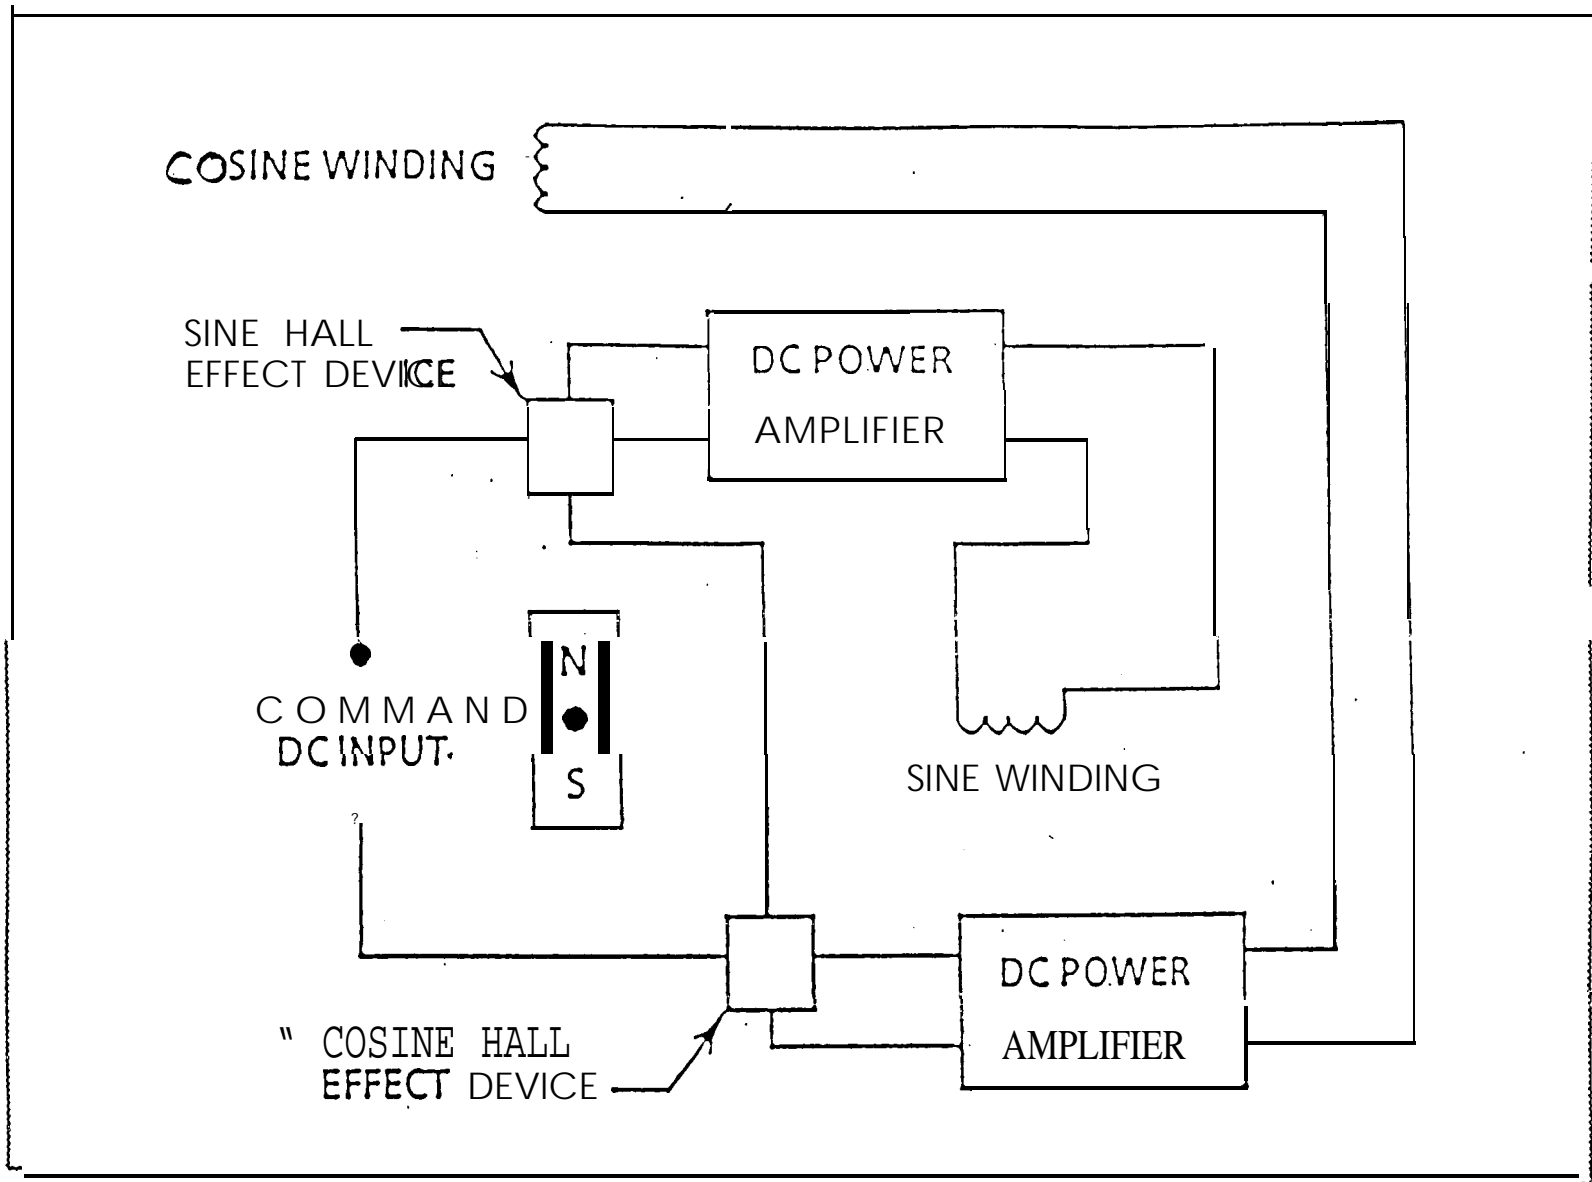 COSINE WINDING
SINE HALL
EFFECT DEVICE
DC POWER
AMPLIFIER
N
COMMAND
DC INPUT.
S
SINE WINDING
?
DC POWER
AMPLIFIER
" COSINE HALL
EFFECT DEVICE